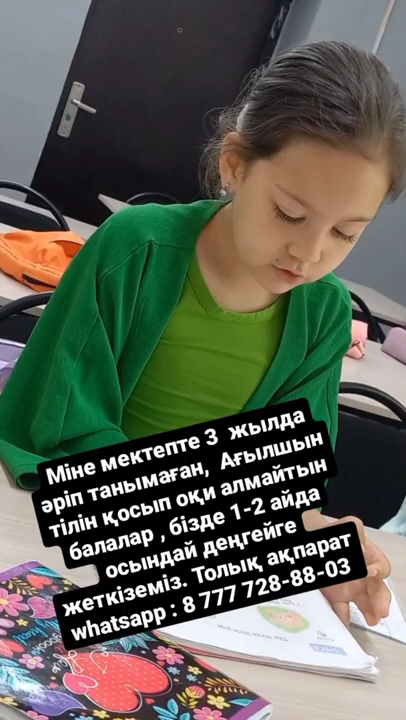 Міне мектепте 3 жылда
әріп танымаған, Ағылшын
тілін қосып оқи алмайтын
балалар , бізде 1-2 айда
осындай деңгейге
жеткіземіз. Толық ақпарат
whatsapp : 8 777 728-88-03